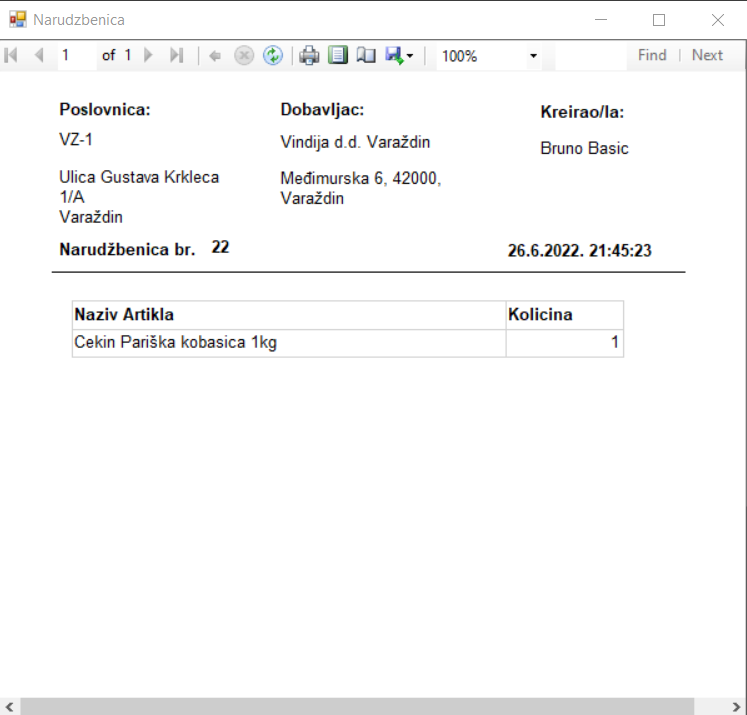 Narudzbenica
1 of 1 100% Find | Next
Poslovnica: Dobavljac: Kreirao/la:
VZ-1 Vindija d.d. Varaždin Bruno Basic
Ulica Gustava Krkleca Međimurska 6, 42000,
1/A Varaždin
Varaždin
Narudžbenica br. 22 26.6.2022. 21:45:23
Naziv Artikla Kolicina
Cekin Pariška kobasica 1kg 1